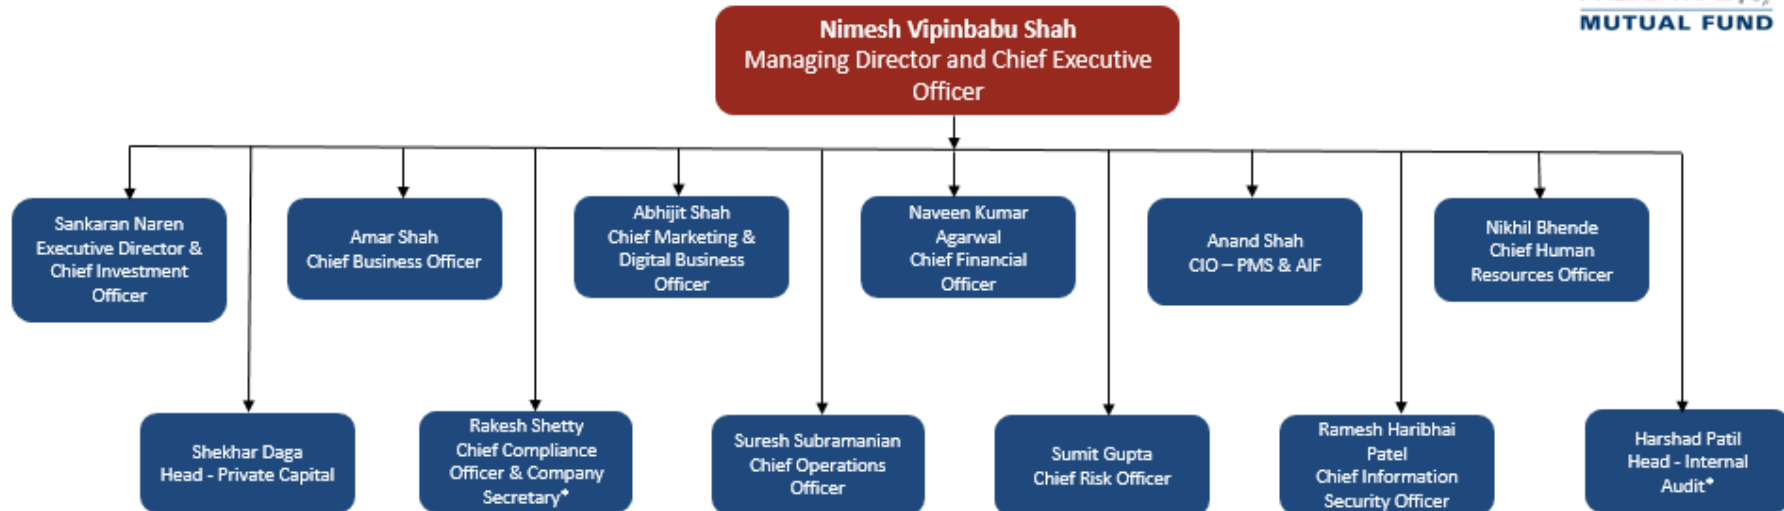 MUTUAL FUND
Nimesh Vipinbabu Shah
Managing Director and Chief Executive
Officer
Sankaran Naren
Executive Director &
Chief Investment
Officer
Amar Shah
Chief Business Officer
Abhijit Shah
Chief Marketing &
Digital Business
Officer
Naveen Kumar
Agarwal
Chief Financial
Officer
Anand Shah
CIO – PMS & AIF
Nikhil Bhende
Chief Human
Resources Officer
Shekhar Daga
Head - Private Capital
Rakesh Shetty
Chief Compliance
Officer & Company
Secretary*
Suresh Subramanian
Chief Operations
Officer
Sumit Gupta
Chief Risk Officer
Ramesh Haribhai
Patel
Chief Information
Security Officer
Harshad Patil
Head - Internal
Audit*